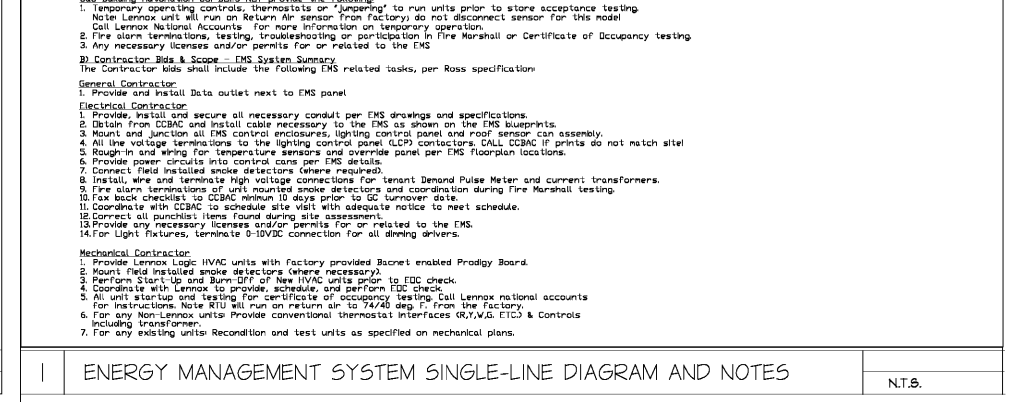 1. Temporary operating controls, thermostats or "jumpering" to run units prior to store acceptance testing.
Note: Lennox unit will run on Return Air sensor from factory; do not disconnect sensor for this model
Call Lennox National Accounts for more information on temporary operation.
2. Fire alarm terminations, testing, troubleshooting or participation in Fire Marshall or Certificate of Occupancy testing.
3. Any necessary licenses and/or permits for or related to the EMS
B) Contractor Bids & Scope - EMS System Summary
The Contractor bids shall include the following EMS related tasks, per Ross specification:
General Contractor
1. Provide and install Data outlet next to EMS panel
Electrical Contractor
1. Provide, install and secure all necessary conduit per EMS drawings and specifications.
2. Obtain from CCBAC and install cable necessary to the EMS as shown on the EMS blueprints.
3. Mount and junction all EMS control enclosures, lighting control panel and roof sensor can assembly.
4. All line voltage terminations to the lighting control panel (LCP) contactors. CALL CCBAC if prints do not match site!
5. Rough-in and wiring for temperature sensors and override panel per EMS floorplan locations.
6. Provide power circuits into control cans per EMS details.
7. Connect field installed smoke detectors (where required).
8. Install, wire and terminate high voltage connections for tenant Demand Pulse Meter and current transformers.
9. Fire alarm terminations of unit mounted smoke detectors and coordination during Fire Marshall testing.
10. Fax back checklist to CCBAC minimum 10 days prior to GC turnover date.
11. Coordinate with CCBAC to schedule site visit with adequate notice to meet schedule.
12. Correct all punchlist items found during site assessment.
13. Provide any necessary licenses and/or permits for or related to the EMS.
14. For Light fixtures, terminate 0-10VDC connection for all dimming drivers.
Mechanical Contractor
1. Provide Lennox Logic HVAC units with factory provided Bacnet enabled Prodigy Board.
2. Mount field installed smoke detectors (where necessary).
3. Perform Start-Up and Burn-Off of New HVAC units prior to EOC check.
4. Coordinate with Lennox to provide, schedule, and perform EOC check.
5. All unit startup and testing for certificate of occupancy testing. Call Lennox national accounts
for instructions. Note RTU will run on return air to 74/40 deg. F. from the factory.
6. For any Non-Lennox units: Provide conventional thermostat interfaces (R,Y,W,G. ETC.) & Controls
including transformer.
7. For any existing units: Recondition and test units as specified on mechanical plans.
1 ENERGY MANAGEMENT SYSTEM SINGLE-LINE DIAGRAM AND NOTES
N.T.S.